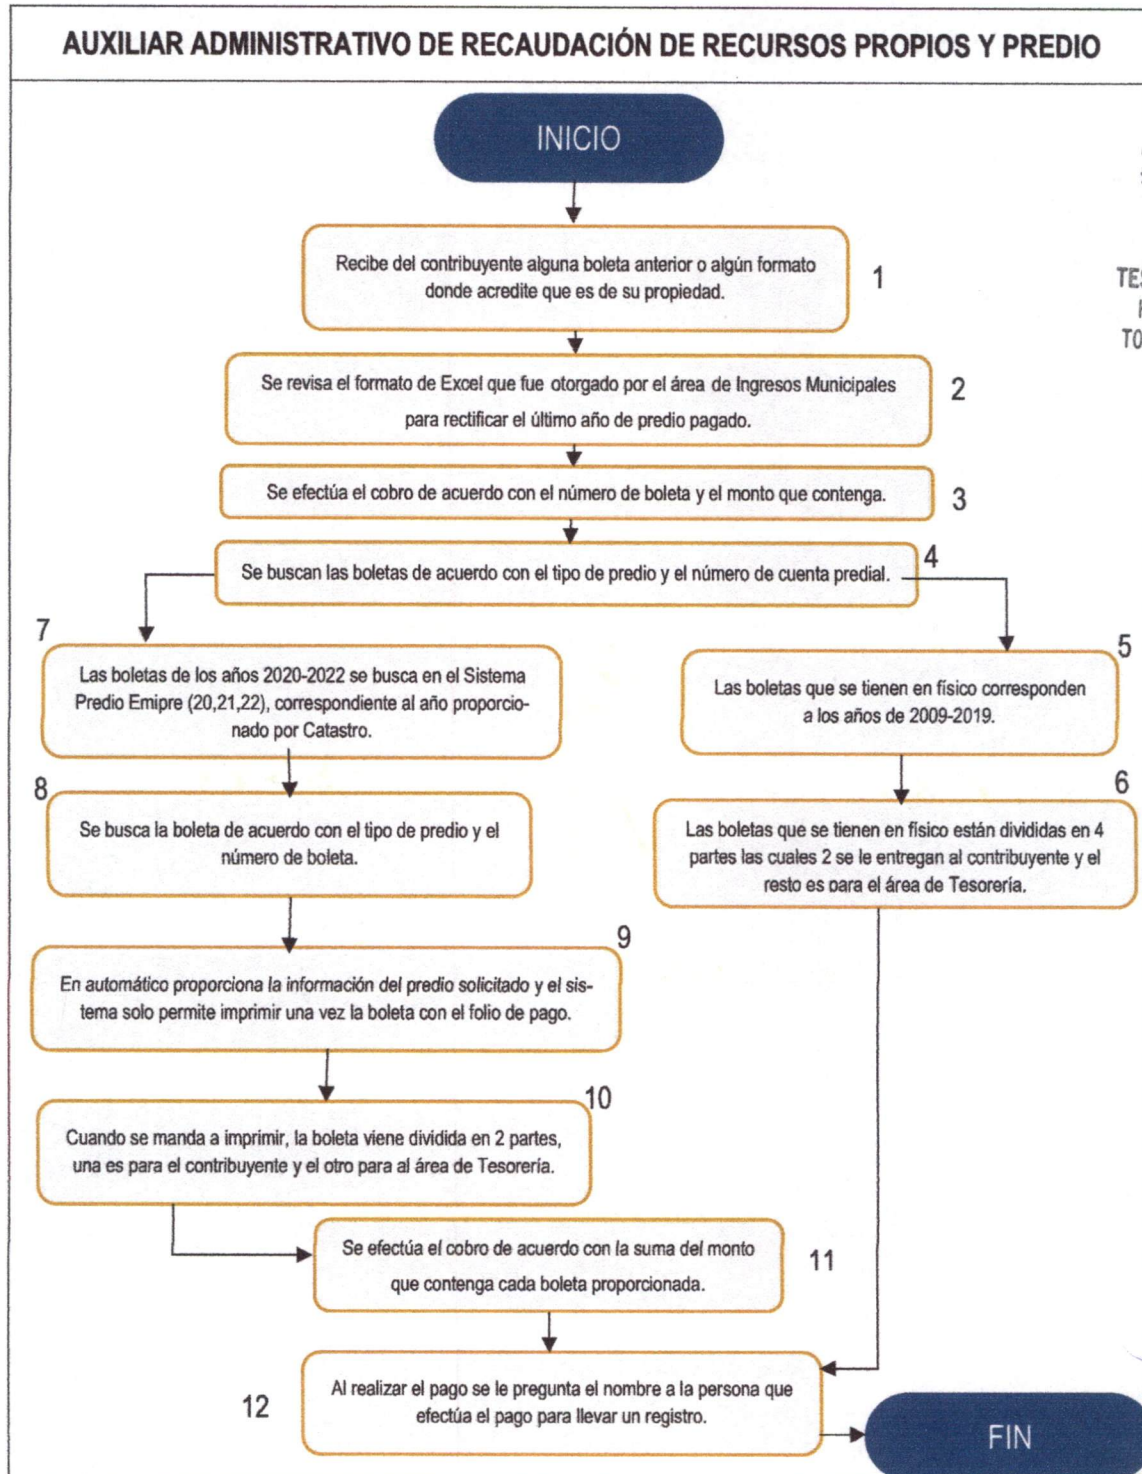 AUXILIAR ADMINISTRATIVO DE RECAUDACIÓN DE RECURSOS PROPIOS Y PREDIO
INICIO
Recibe del contribuyente alguna boleta anterior o algún formato
donde acredite que es de su propiedad.
1
Se revisa el formato de Excel que fue otorgado por el área de Ingresos Municipales
para rectificar el último año de predio pagado.
2
Se efectúa el cobro de acuerdo con el número de boleta y el monto que contenga.
3
Se buscan las boletas de acuerdo con el tipo de predio y el número de cuenta predial.
4
7
Las boletas de los años 2020-2022 se busca en el Sistema
Predio Emipre (20,21,22), correspondiente al año proporcio-
nado por Catastro.
5
Las boletas que se tienen en físico corresponden
a los años de 2009-2019.
8
Se busca la boleta de acuerdo con el tipo de predio y el
número de boleta.
6
Las boletas que se tienen en físico están divididas en 4
partes las cuales 2 se le entregan al contribuyente y el
resto es para el área de Tesorería.
9
En automático proporciona la información del predio solicitado y el sis-
tema solo permite imprimir una vez la boleta con el folio de pago.
10
Cuando se manda a imprimir, la boleta viene dividida en 2 partes,
una es para el contribuyente y el otro para al área de Tesorería.
Se efectúa el cobro de acuerdo con la suma del monto
que contenga cada boleta proporcionada.
11
12
Al realizar el pago se le pregunta el nombre a la persona que
efectúa el pago para llevar un registro.
FIN